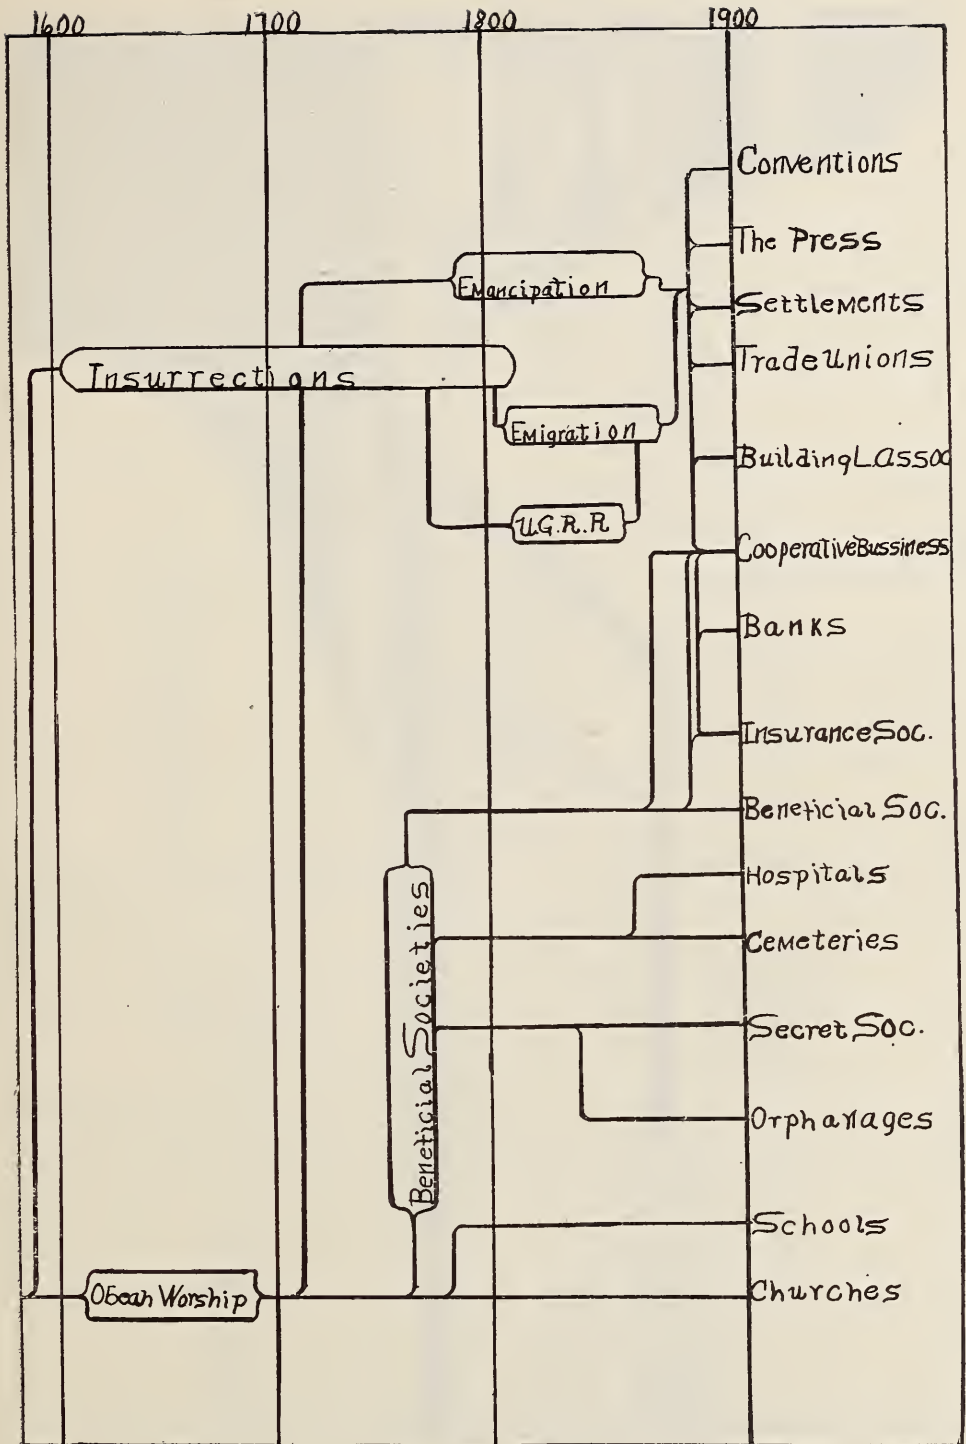 1600 1700 1800 1900
Conventions
The Press
Emancipation
Settlements
Trade Unions
Insurrections
Emigration
Building L. Assoc
U.G.R.R
Cooperative Bussiness
Banks
Insurance Soc.
Beneficial Soc.
Hospitals
Beneficial Societies
Cemeteries
Secret Soc.
Orphanages
Schools
Obeah Worship
Churches